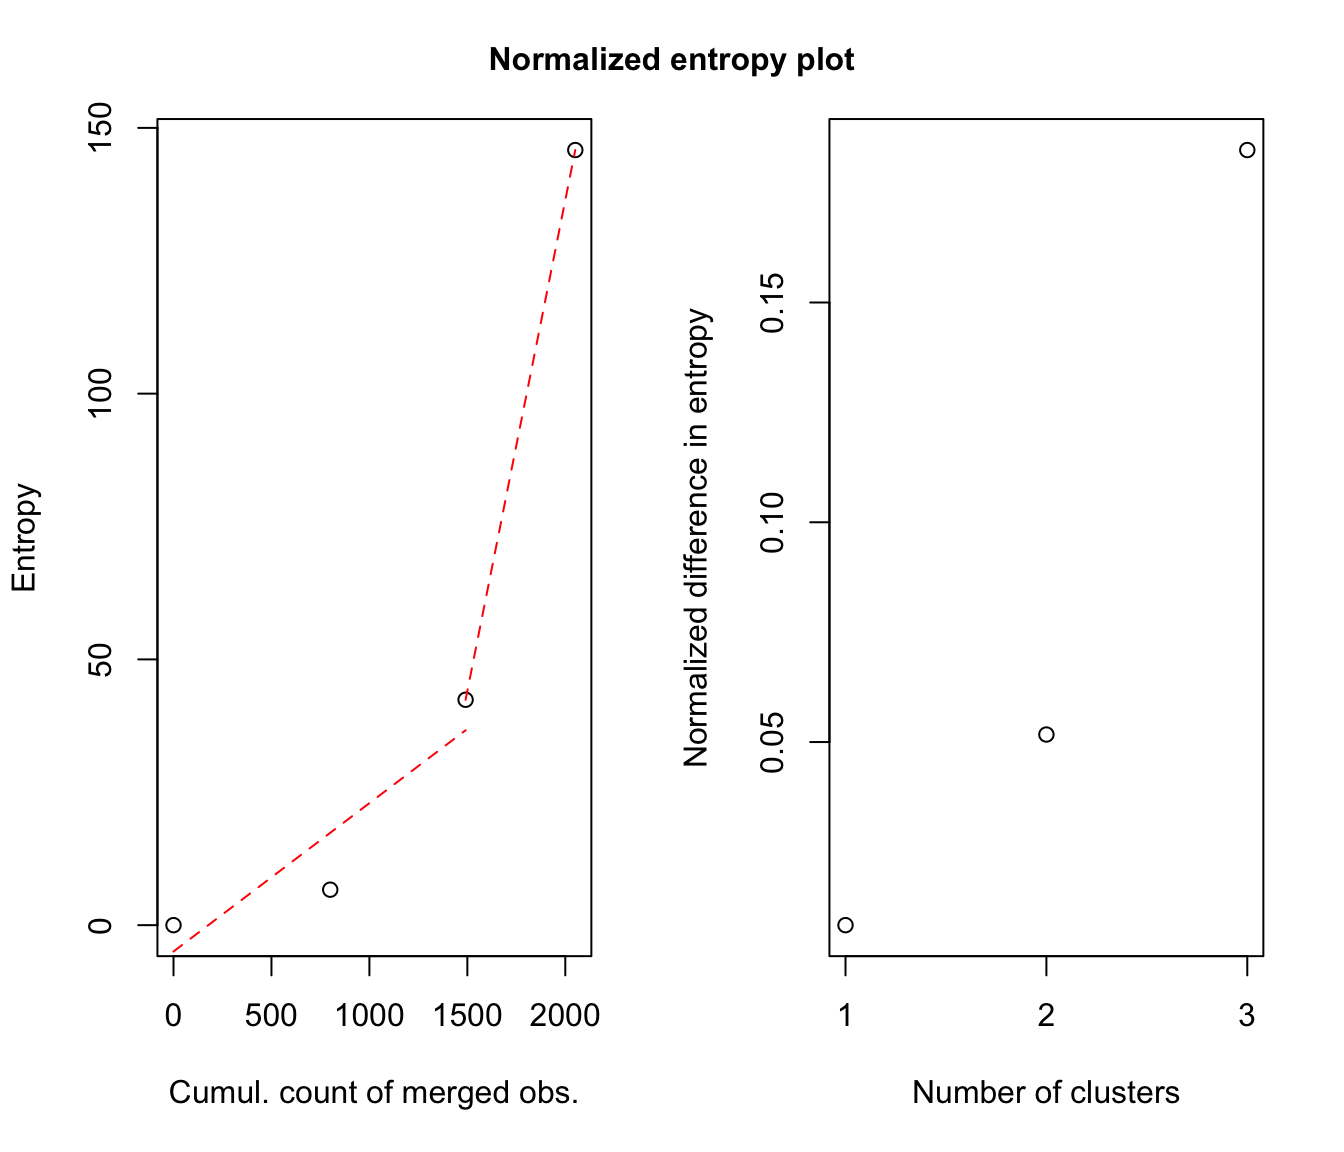 Normalized entropy plot
Entropy
150
100
50
0
0 500 1000 1500 2000
Cumul. count of merged obs.
Normalized difference in entropy
0.15
0.10
0.05
1 2 3
Number of clusters